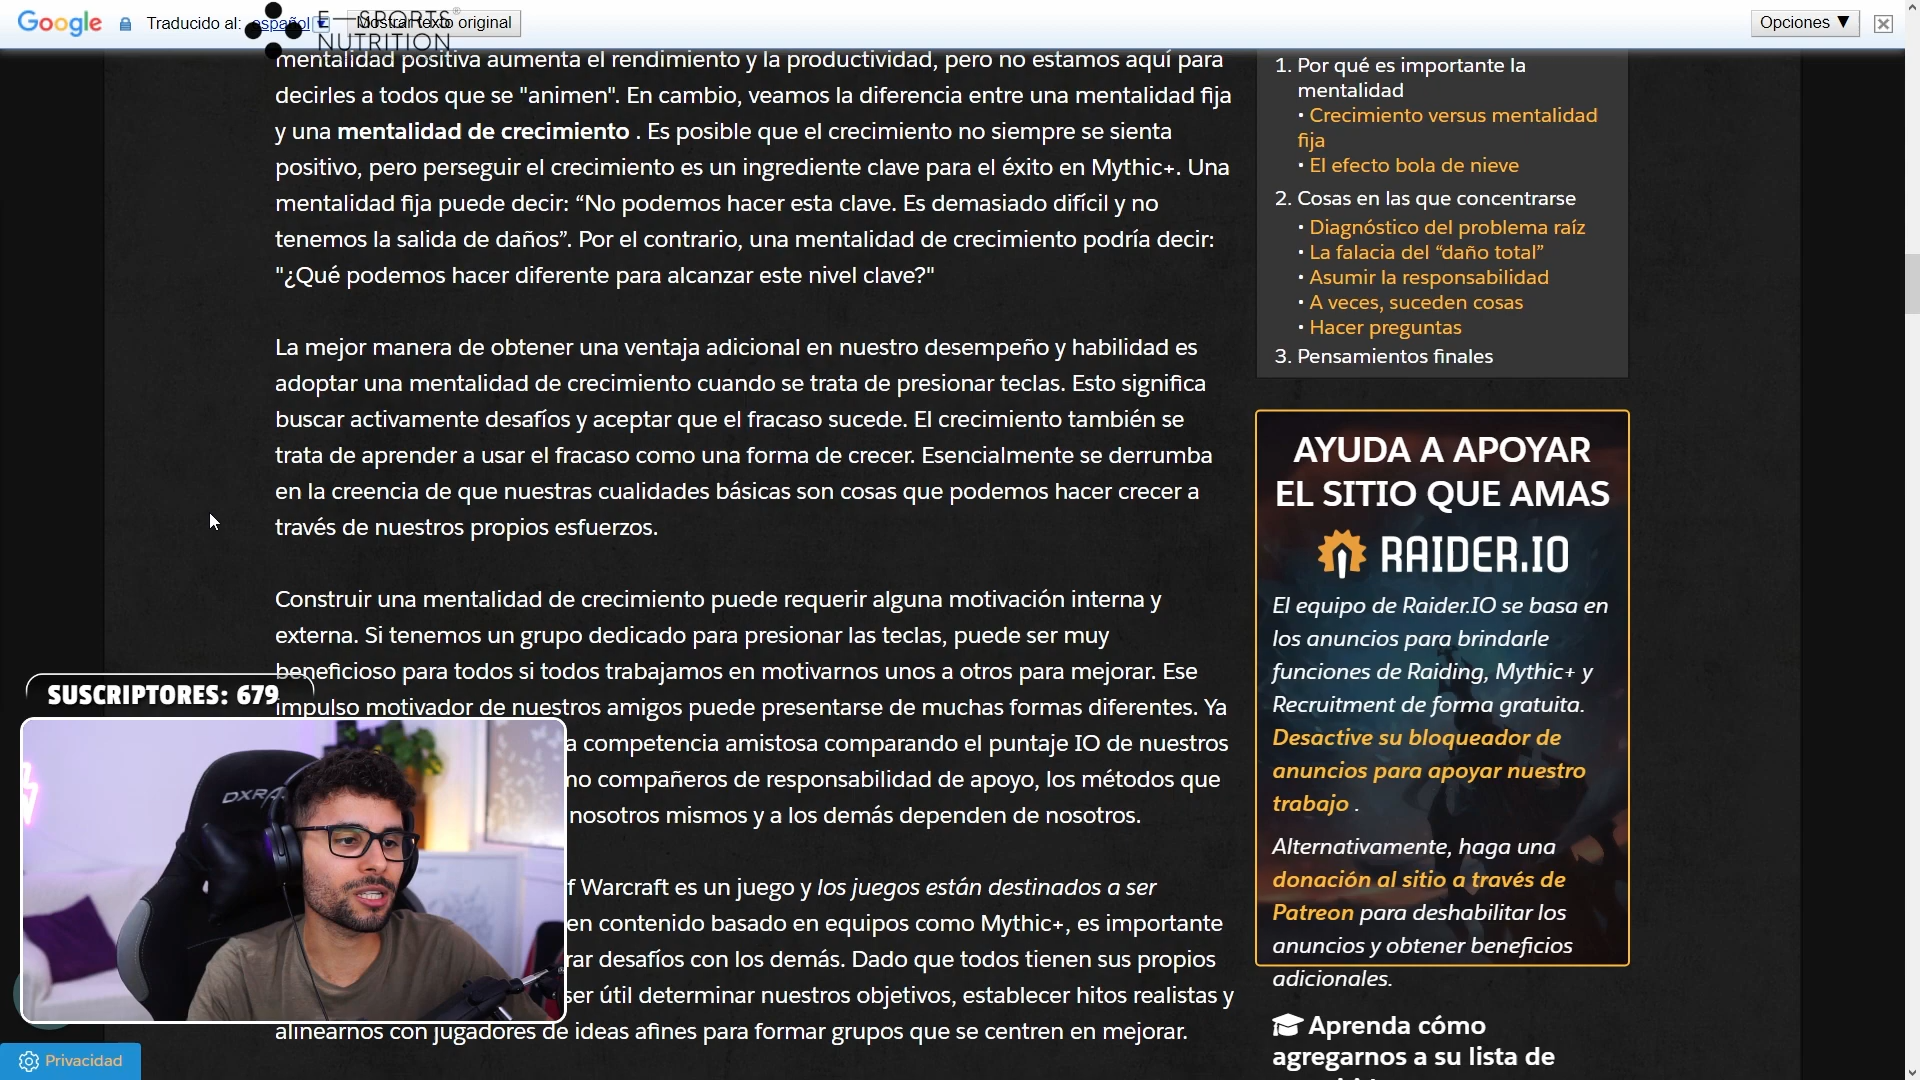 Google
Traducido al: español
Mostrar texto original
Opciones ▼
E—SPORTS
NUTRITION
mentalidad positiva aumenta el rendimiento y la productividad, pero no estamos aquí para
decirles a todos que se "animen". En cambio, veamos la diferencia entre una mentalidad fija
y una mentalidad de crecimiento . Es posible que el crecimiento no siempre se sienta
positivo, pero perseguir el crecimiento es un ingrediente clave para el éxito en Mythic+. Una
mentalidad fija puede decir: “No podemos hacer esta clave. Es demasiado difícil y no
tenemos la salida de daños”. Por el contrario, una mentalidad de crecimiento podría decir:
"¿Qué podemos hacer diferente para alcanzar este nivel clave?"
La mejor manera de obtener una ventaja adicional en nuestro desempeño y habilidad es
adoptar una mentalidad de crecimiento cuando se trata de presionar teclas. Esto significa
buscar activamente desafíos y aceptar que el fracaso sucede. El crecimiento también se
trata de aprender a usar el fracaso como una forma de crecer. Esencialmente se derrumba
en la creencia de que nuestras cualidades básicas son cosas que podemos hacer crecer a
través de nuestros propios esfuerzos.
Construir una mentalidad de crecimiento puede requerir alguna motivación interna y
externa. Si tenemos un grupo dedicado para presionar las teclas, puede ser muy
beneficioso para todos si todos trabajamos en motivarnos unos a otros para mejorar. Ese
impulso motivador de nuestros amigos puede presentarse de muchas formas diferentes. Ya
a competencia amistosa comparando el puntaje IO de nuestros
mo compañeros de responsabilidad de apoyo, los métodos que
nosotros mismos y a los demás dependen de nosotros.
f Warcraft es un juego y los juegos están destinados a ser
en contenido basado en equipos como Mythic+, es importante
rar desafíos con los demás. Dado que todos tienen sus propios
ser útil determinar nuestros objetivos, establecer hitos realistas y
alinearnos con jugadores de ideas afines para formar grupos que se centren en mejorar.
SUSCRIPTORES: 679
DXRA
Privacidad
1. Por qué es importante la
mentalidad
• Crecimiento versus mentalidad
fija
• El efecto bola de nieve
2. Cosas en las que concentrarse
• Diagnóstico del problema raíz
• La falacia del “daño total”
• Asumir la responsabilidad
• A veces, suceden cosas
• Hacer preguntas
3. Pensamientos finales
AYUDA A APOYAR
EL SITIO QUE AMAS
RAIDER.IO
El equipo de Raider.IO se basa en
los anuncios para brindarle
funciones de Raiding, Mythic+ y
Recruitment de forma gratuita.
Desactive su bloqueador de
anuncios para apoyar nuestro
trabajo .
Alternativamente, haga una
donación al sitio a través de
Patreon para deshabilitar los
anuncios y obtener beneficios
adicionales.
Aprenda cómo
agregarnos a su lista de